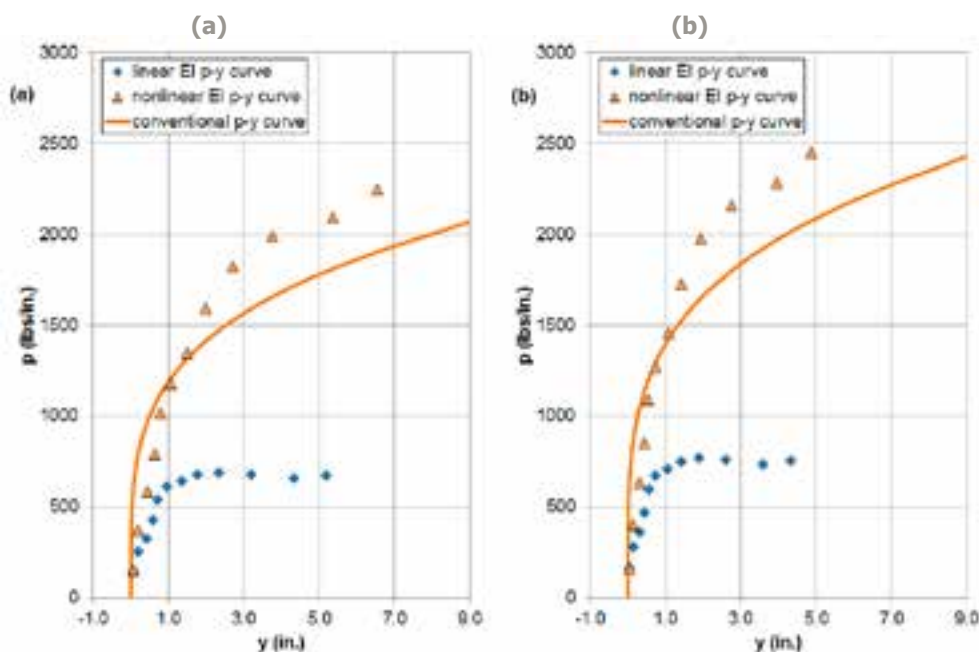 (a)
(b)
3000
2500
2000
1500
1000
500
0
p (lbs/in.)
(a)
linear EI p-y curve
nonlinear EI p-y curve
conventional p-y curve
-1.0 1.0 3.0 5.0 7.0 9.0
y (in.)
3000
2500
2000
1500
1000
500
0
p (lbs/in.)
(b)
linear EI p-y curve
nonlinear EI p-y curve
conventional p-y curve
-1.0 1.0 3.0 5.0 7.0 9.0
y (in.)